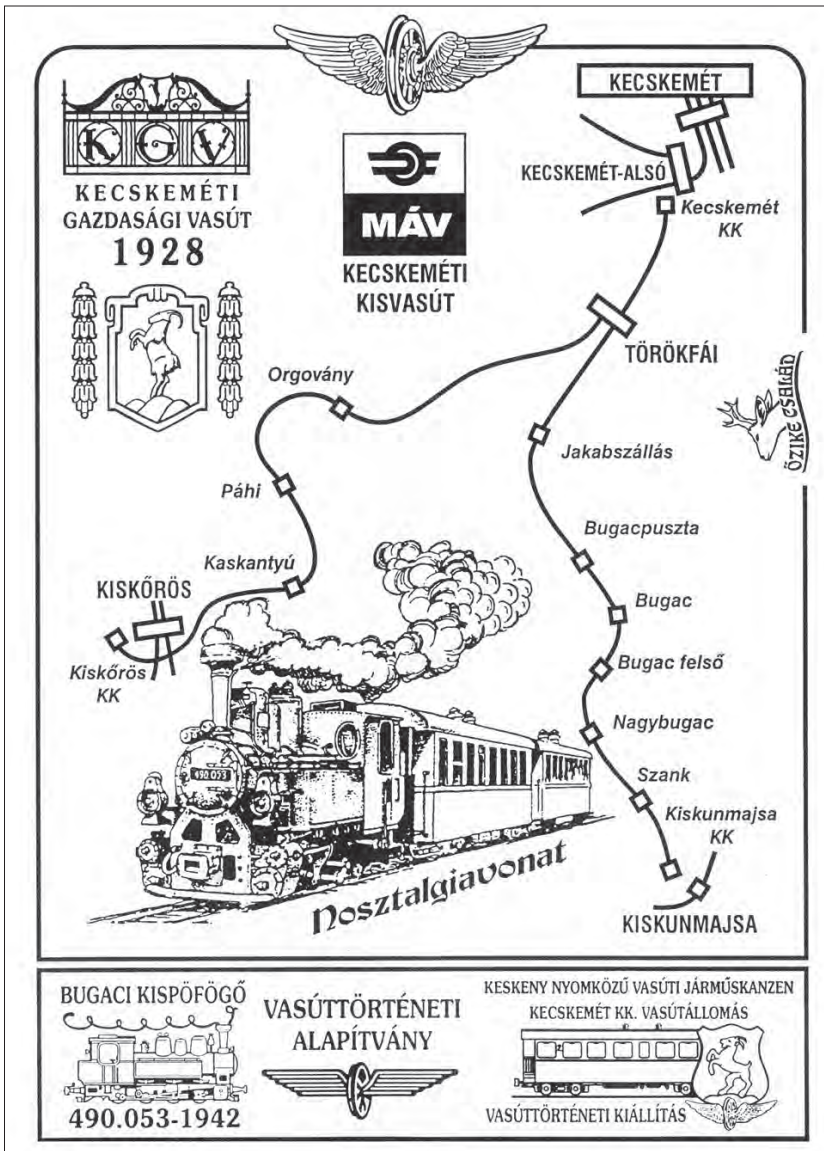 KGV
KECSKEMÉTI
GAZDASÁGI VASÚT
1928
MÁV
KECSKEMÉTI
KISVASÚT
KECSKEMÉT
KECSKEMÉT-ALSÓ
Kecskemét
KK
TÖRÖKFÁI
ŐZIKE CSALÁD
Orgovány
Jakabszállás
Páhi
Bugacpuszta
Kaskantyú
KISKŐRÖS
Bugac
Kiskőrös
KK
Bugac felső
Nagybugac
Szank
Kiskunmajsa
KK
490.053
Nosztalgiavonat
KISKUNMAJSA
BUGACI KISPÖFÖGŐ
490.053-1942
VASÚTTÖRTÉNETI
ALAPÍTVÁNY
KESKENY NYOMKÖZŰ VASÚTI JÁRMŰSKANZEN
KECSKEMÉT KK. VASÚTÁLLOMÁS
VASÚTTÖRTÉNETI KIÁLLÍTÁS